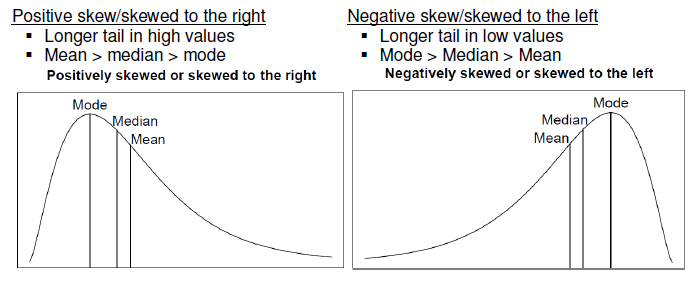 Positive skew/skewed to the right
▪ Longer tail in high values
▪ Mean > median > mode
Positively skewed or skewed to the right
Mode
Median
Mean
Negative skew/skewed to the left
▪ Longer tail in low values
▪ Mode > Median > Mean
Negatively skewed or skewed to the left
Mode
Median
Mean